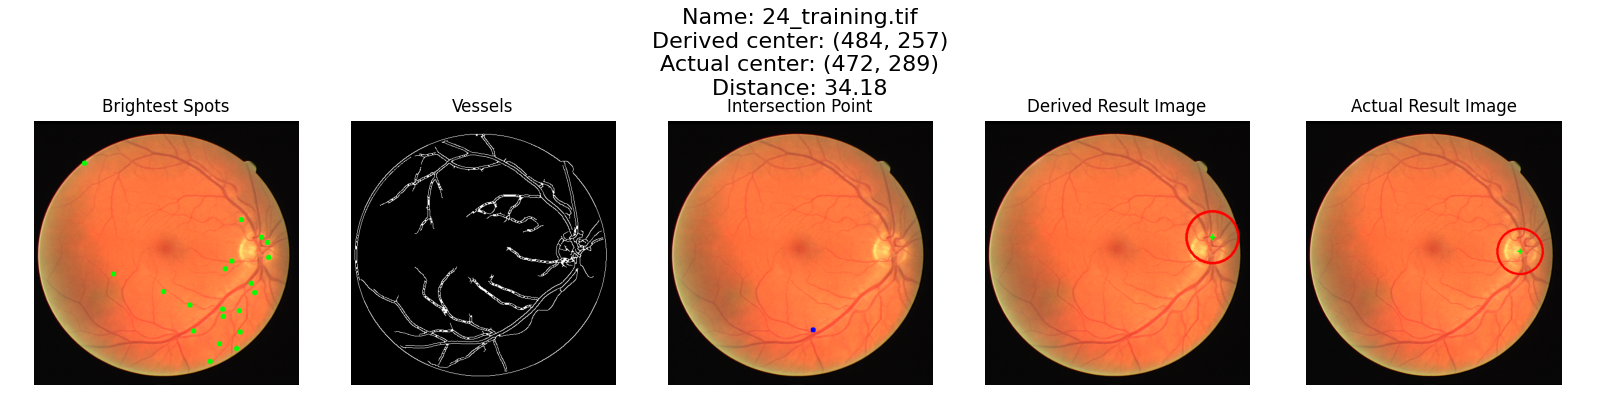 Name: 24_training.tif
Derived center: (484, 257)
Actual center: (472, 289)
Distance: 34.18
Brightest Spots
Vessels
Intersection Point
Derived Result Image
Actual Result Image